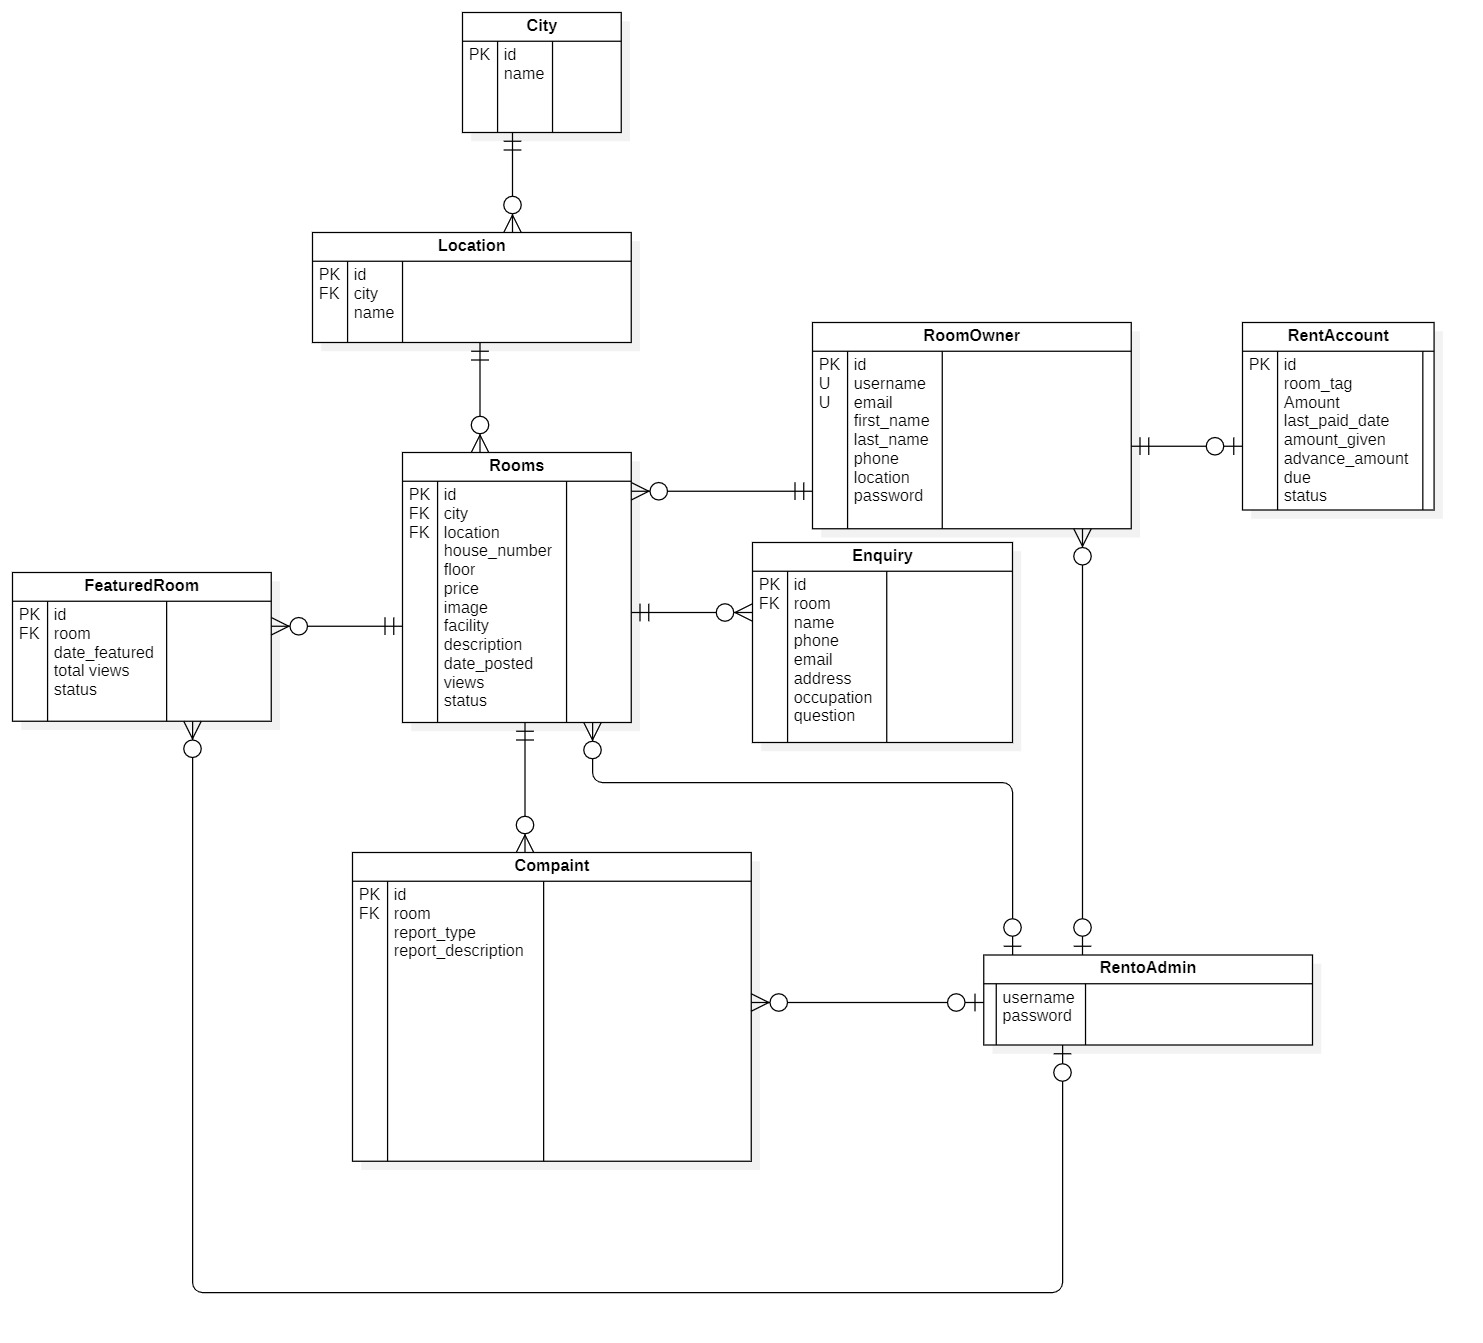 City
PK id
name
Location
PK id
FK city
name
RoomOwner
PK id
U username
U email
first_name
last_name
phone
location
password
RentAccount
PK id
room_tag
Amount
last_paid_date
amount_given
advance_amount
due
status
Rooms
PK id
FK city
FK location
house_number
floor
price
image
facility
description
date_posted
views
status
Enquiry
PK id
FK room
name
phone
email
address
occupation
question
FeaturedRoom
PK id
FK room
date_featured
total views
status
Compaint
PK id
FK room
report_type
report_description
RentoAdmin
username
password